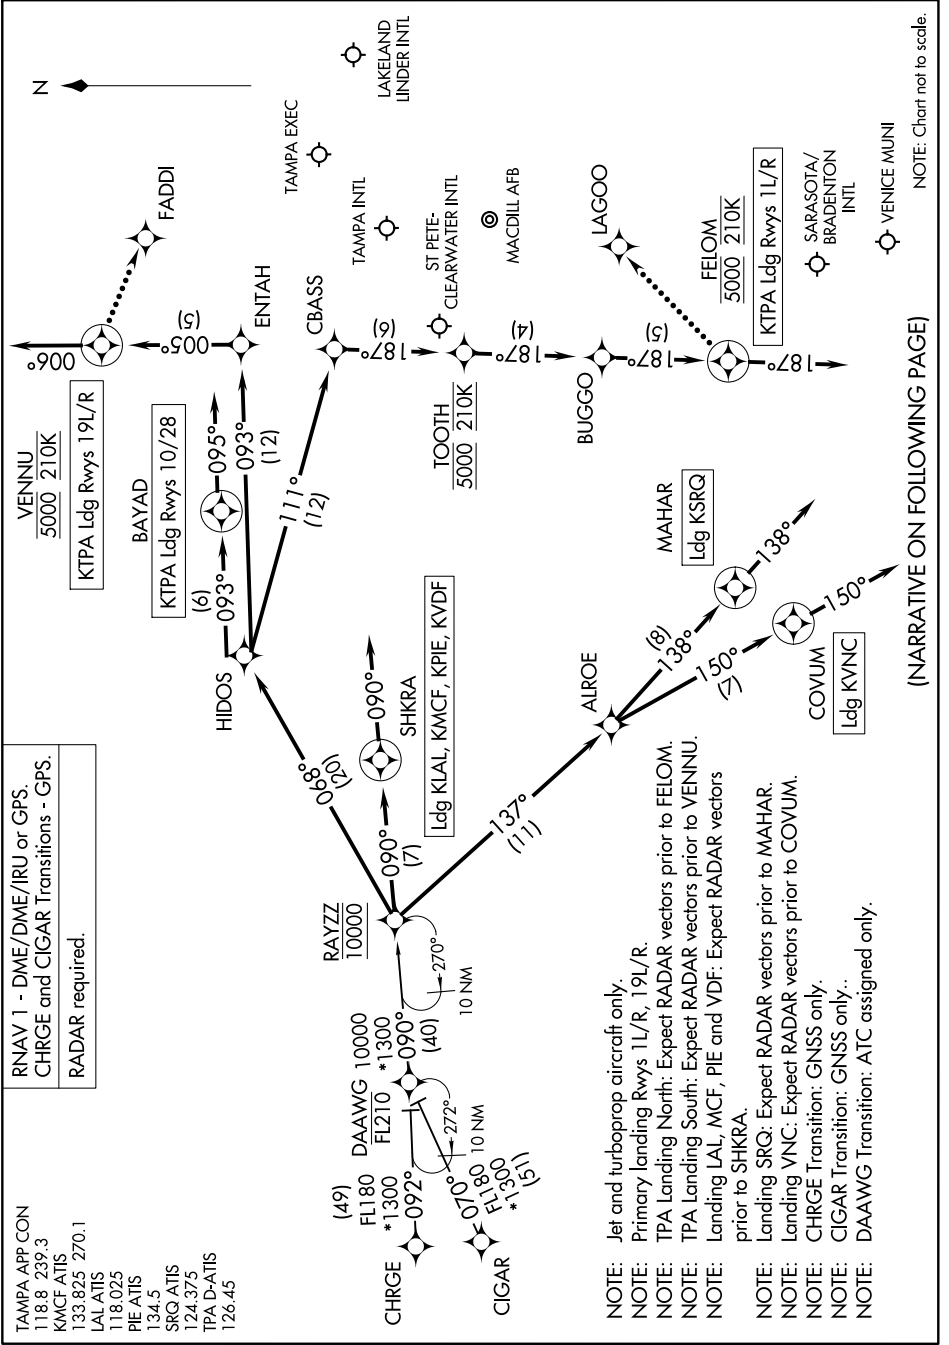 TAMPA APP CON
118.8 239.3
KMCF ATIS
133.825 270.1
LAL ATIS
118.025
PIE ATIS
134.5
SRQ ATIS
124.375
TPA D-ATIS
126.45
RNAV 1 - DME/DME/IRU or GPS.
CHRGE and CIGAR Transitions - GPS.
RADAR required.
VENNU
5000 210K
KTPA Ldg Rwys 19L/R
006°
FADDI
N
(5)
005°
ENTAH
BAYAD
KTPA Ldg Rwys 10/28
(6)
093°
095°
093°
(12)
HIDOS
111°
(12)
CBASS
TAMPA EXEC
LAKELAND
LINDER INTL
TAMPA INTL
187°
(6)
ST PETE-
CLEARWATER INTL
MACDILL AFB
TOOTH
5000 210K
187°
(4)
BUGGO
187°
(5)
LAGOO
FELOM
5000 210K
KTPA Ldg Rwys 1L/R
187°
SARASOTA/
BRADENTON
INTL
VENICE MUNI
068°
(20)
SHKRA
090°
Ldg KLAL, KMCF, KPIE, KVDF
RAYZZ
10000
090°
(7)
270°
10 NM
137°
(11)
ALROE
(8)
138°
MAHAR
Ldg KSRQ
138°
150°
(7)
COVUM
Ldg KVNC
150°
DAAWG
FL210
10000
*1300
090°
(40)
272°
10 NM
(49)
FL180
*1300
092°
CHRGE
070°
FL180
*1300
(51)
CIGAR
NOTE: Jet and turboprop aircraft only.
NOTE: Primary landing Rwys 1L/R, 19L/R.
NOTE: TPA Landing North: Expect RADAR vectors prior to FELOM.
NOTE: TPA Landing South: Expect RADAR vectors prior to VENNU.
NOTE: Landing LAL, MCF, PIE and VDF: Expect RADAR vectors
prior to SHKRA.
NOTE: Landing SRQ: Expect RADAR vectors prior to MAHAR.
NOTE: Landing VNC: Expect RADAR vectors prior to COVUM.
NOTE: CHRGE Transition: GNSS only.
NOTE: CIGAR Transition: GNSS only..
NOTE: DAAWG Transition: ATC assigned only.
(NARRATIVE ON FOLLOWING PAGE)
NOTE: Chart not to scale.